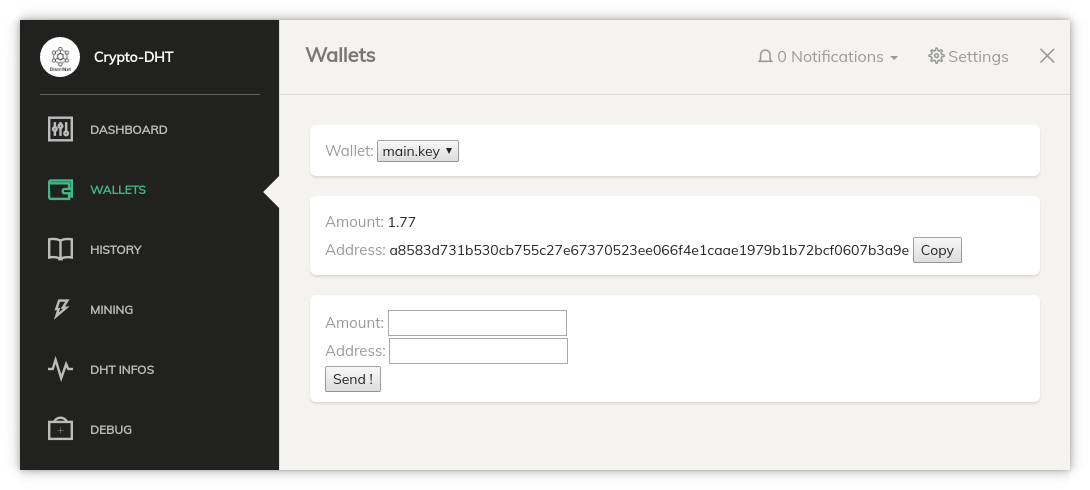 Crypto-DHT
Wallets
0 Notifications
Settings
DASHBOARD
WALLETS
HISTORY
MINING
DHT INFOS
DEBUG
Wallet: main.key
Amount: 1.77
Address: a8583d731b530cb755c27e67370523ee066f4e1caae1979b1b72bcf0607b3a9e Copy
Amount:
Address:
Send !